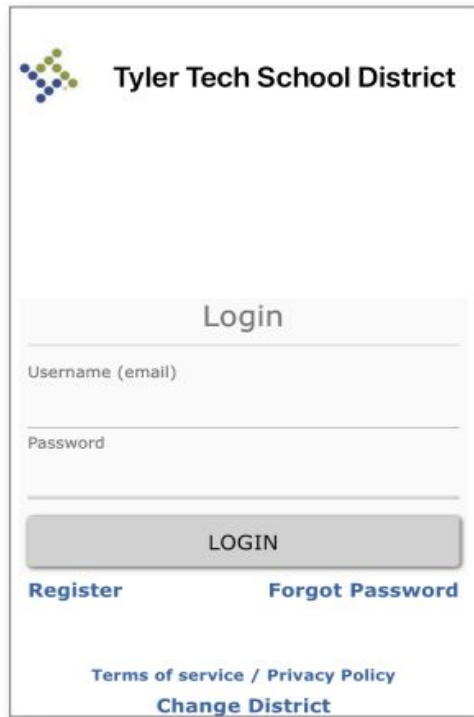 Tyler Tech School District
Login
Username (email)
Password
LOGIN
Register Forgot Password
Terms of service / Privacy Policy
Change District